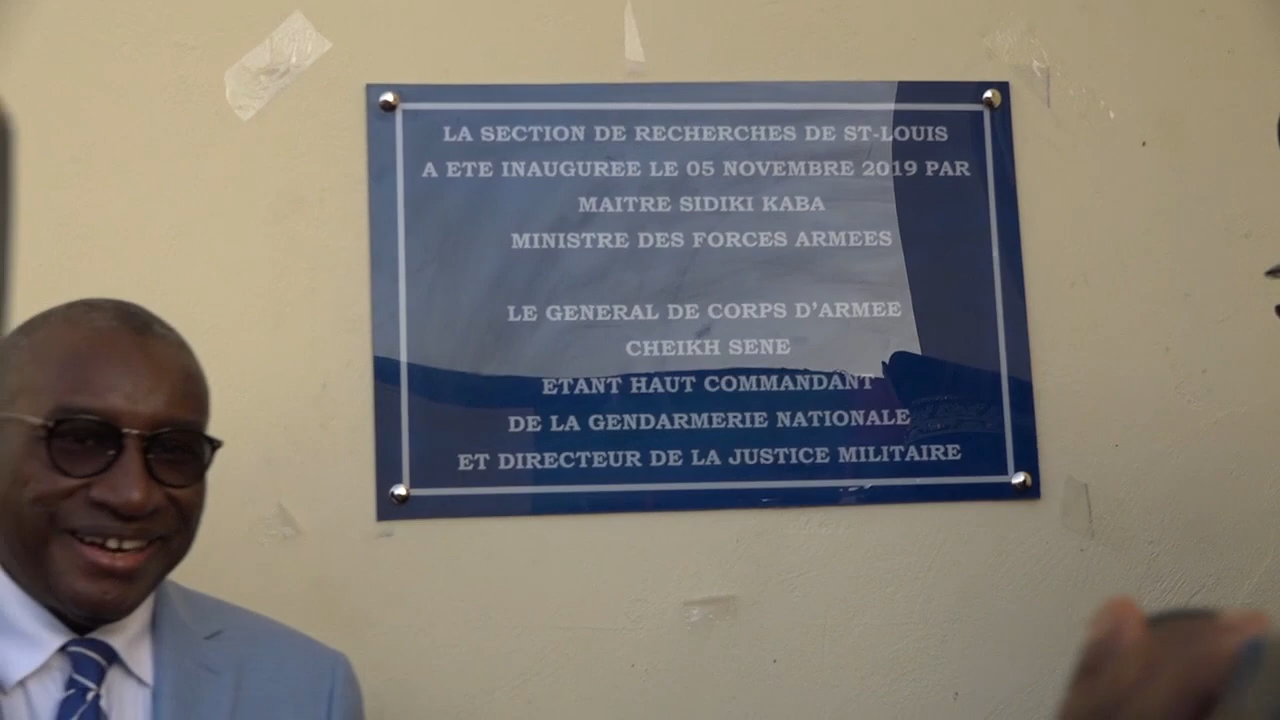 LA SECTION DE RECHERCHES DE ST-LOUIS
A ETE INAUGUREE LE 05 NOVEMBRE 2019 PAR
MAITRE SIDIKI KABA
MINISTRE DES FORCES ARMEES
LE GENERAL DE CORPS D'ARMEE
CHEIKH SENE
ETANT HAUT COMMANDANT
DE LA GENDARMERIE NATIONALE
ET DIRECTEUR DE LA JUSTICE MILITAIRE